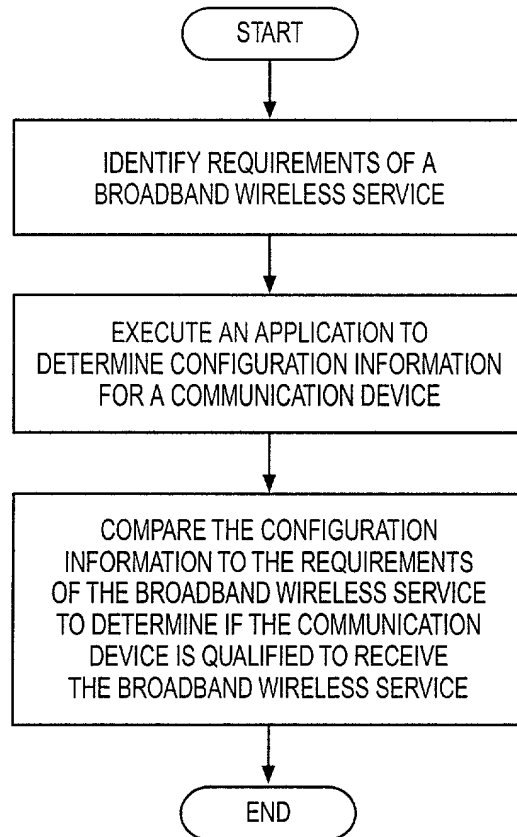 START
IDENTIFY REQUIREMENTS OF A
BROADBAND WIRELESS SERVICE
EXECUTE AN APPLICATION TO
DETERMINE CONFIGURATION INFORMATION
FOR A COMMUNICATION DEVICE
COMPARE THE CONFIGURATION
INFORMATION TO THE REQUIREMENTS
OF THE BROADBAND WIRELESS SERVICE
TO DETERMINE IF THE COMMUNICATION
DEVICE IS QUALIFIED TO RECEIVE
THE BROADBAND WIRELESS SERVICE
END